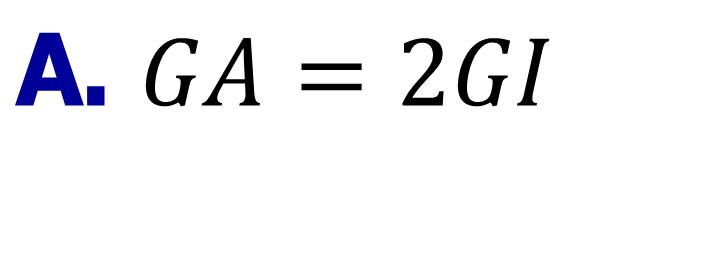 A. GA = 2GI